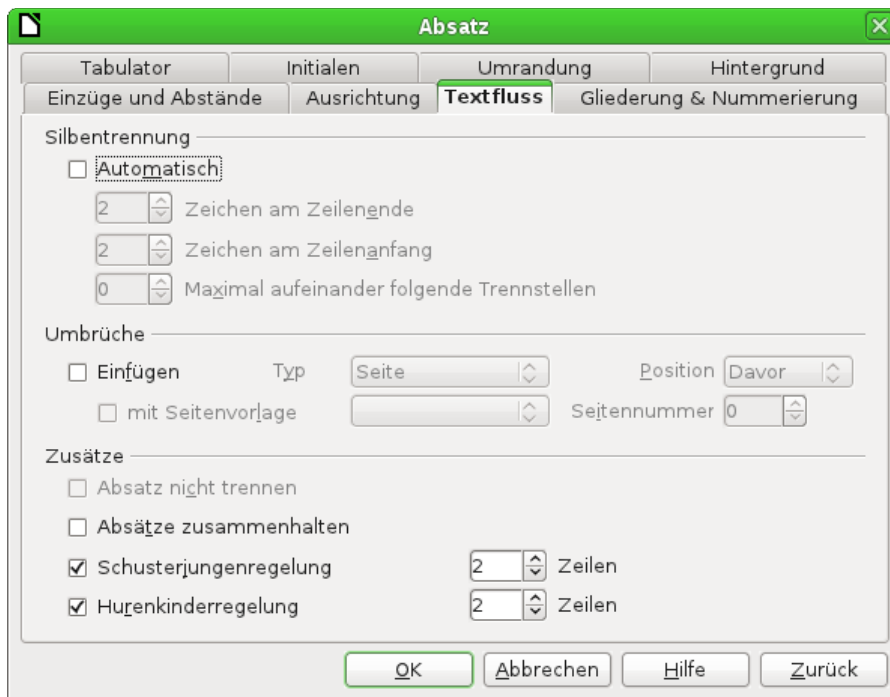 Absatz
Tabulator Initialen Umrandung Hintergrund
Einzüge und Abstände Ausrichtung Textfluss Gliederung & Nummerierung
Silbentrennung
Automatisch
2 Zeichen am Zeilenende
2 Zeichen am Zeilenanfang
0 Maximal aufeinander folgende Trennstellen
Umbrüche
Einfügen Typ Seite Position Davor
mit Seitenvorlage Seitennummer 0
Zusätze
Absatz nicht trennen
Absätze zusammenhalten
Schusterjungenregelung 2 Zeilen
Hurenkinderregelung 2 Zeilen
OK Abbrechen Hilfe Zurück